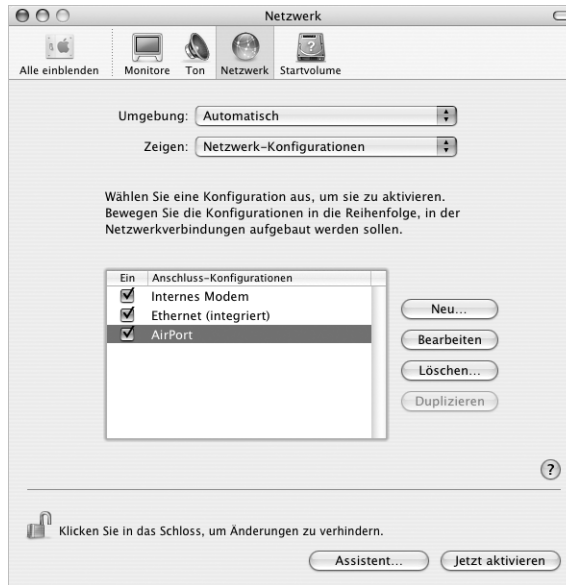 Netzwerk
Alle einblenden Monitore Ton Netzwerk Startvolume
Umgebung: Automatisch
Zeigen: Netzwerk-Konfigurationen
Wählen Sie eine Konfiguration aus, um sie zu aktivieren.
Bewegen Sie die Konfigurationen in die Reihenfolge, in der
Netzwerkverbindungen aufgebaut werden sollen.
Ein Anschluss-Konfigurationen
Internes Modem
Ethernet (integriert)
AirPort
Neu...
Bearbeiten
Löschen...
Duplizieren
?
Klicken Sie in das Schloss, um Änderungen zu verhindern.
Assistent... Jetzt aktivieren